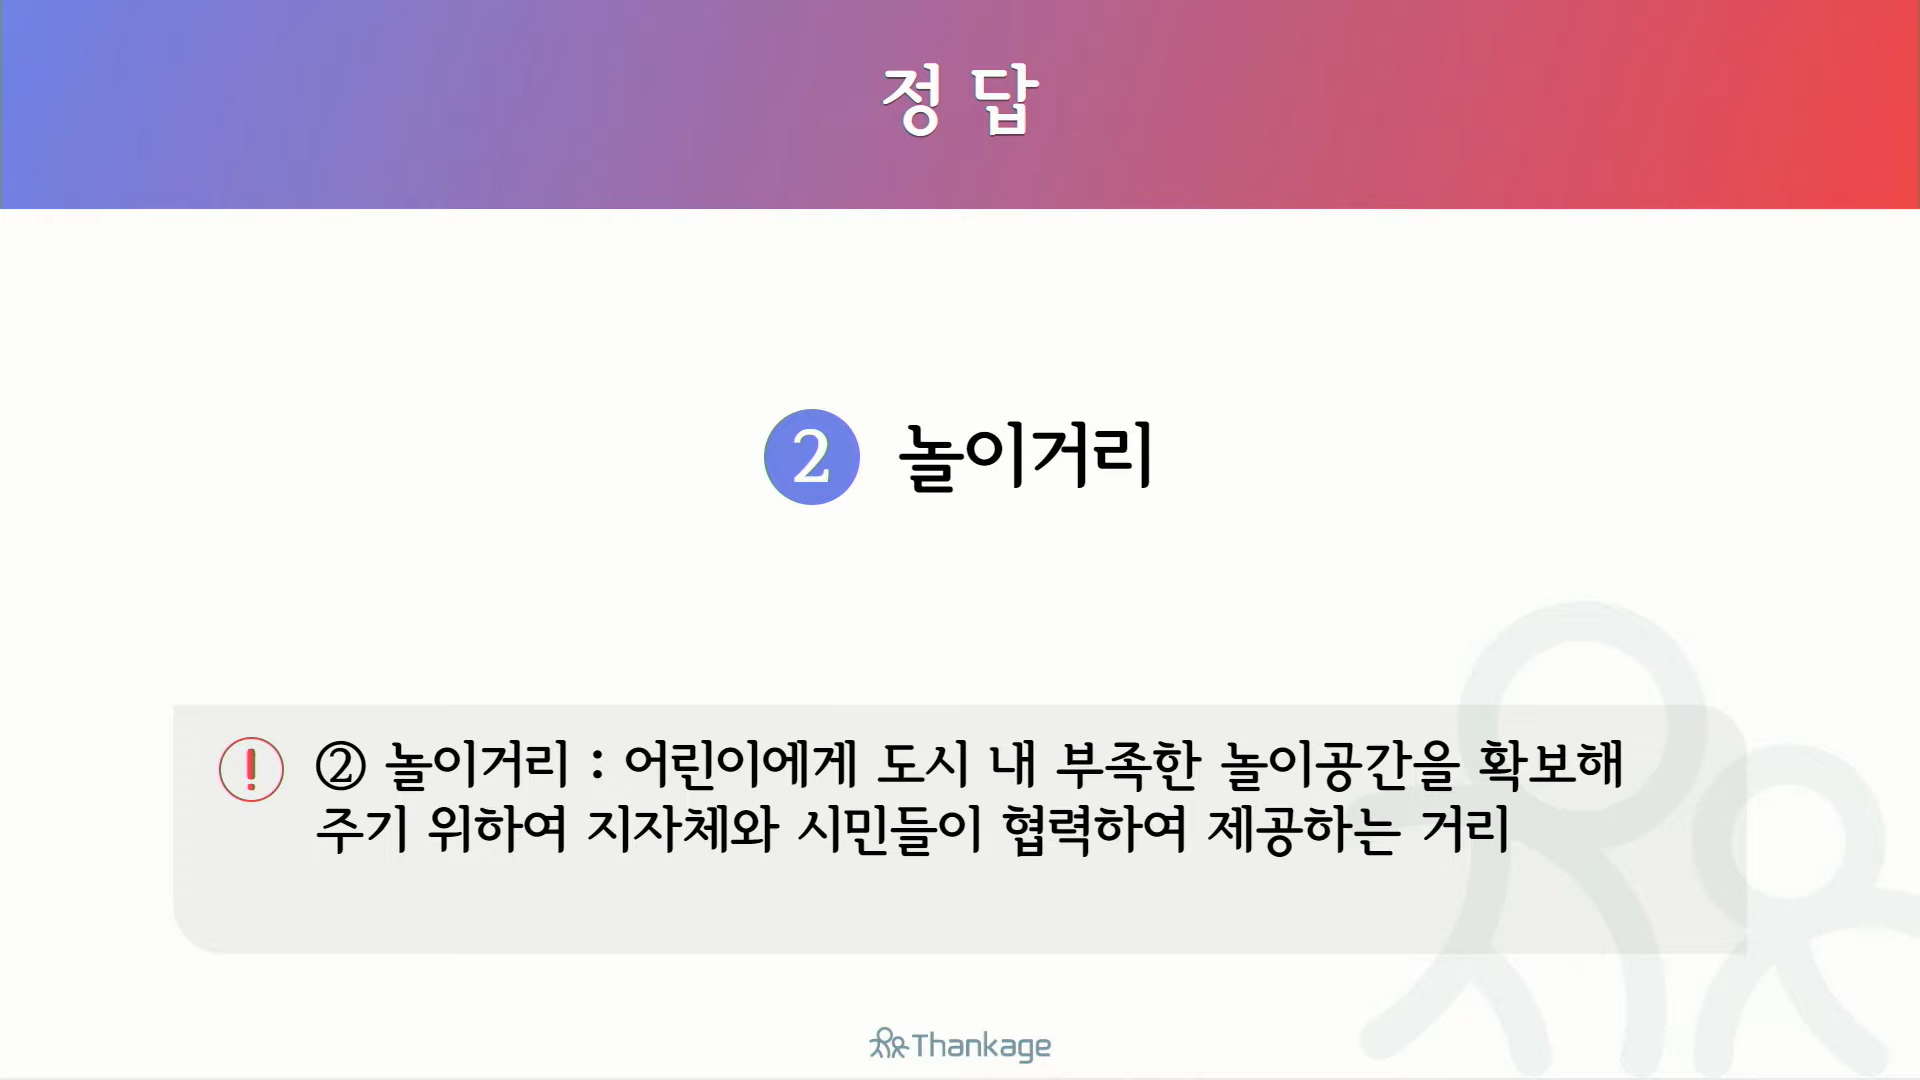 정 답
2 놀이거리
! ② 놀이거리 : 어린이에게 도시 내 부족한 놀이공간을 확보해
주기 위하여 지자체와 시민들이 협력하여 제공하는 거리
Thankage